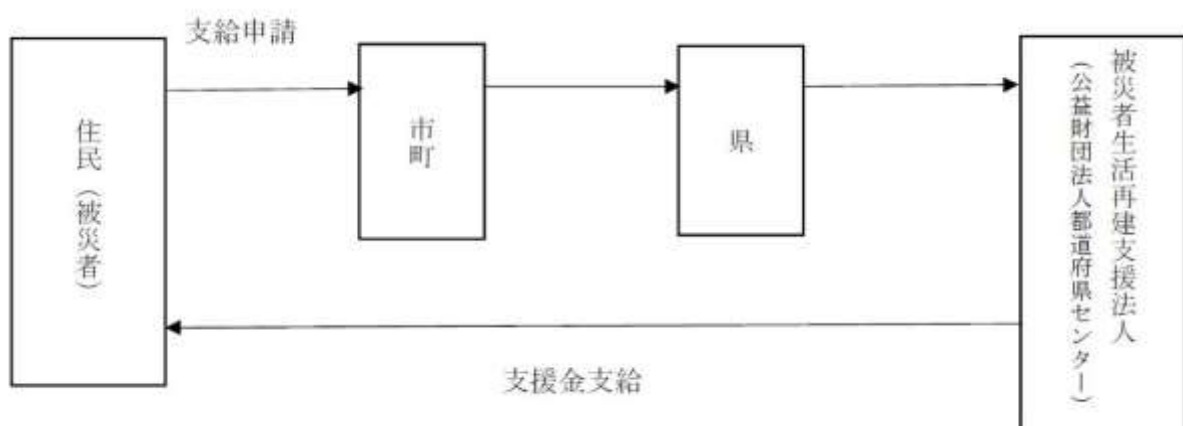 支給申請
住民（被災者）
市町
県
被災者生活再建支援法人
（公益財団法人都道府県センター）
支援金支給